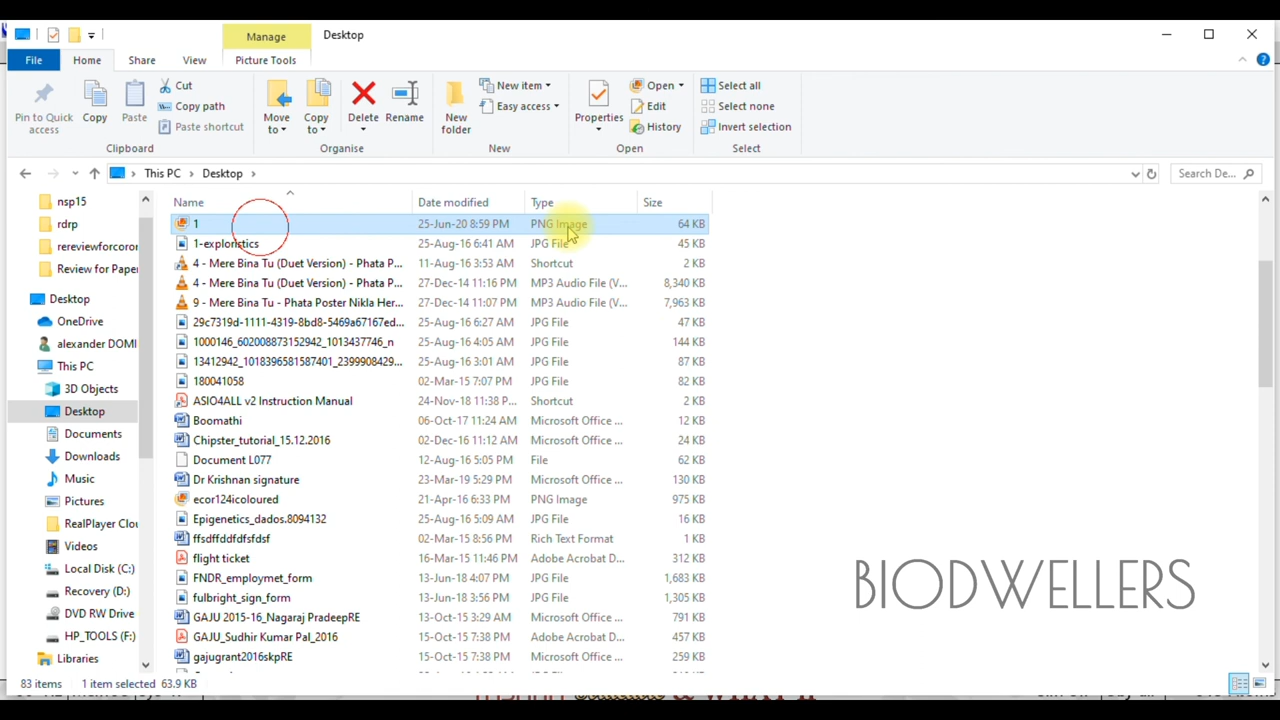 Manage
Desktop
File
Home
Share
View
Picture Tools
Pin to Quick access
Copy
Paste
Cut
Copy path
Paste shortcut
Clipboard
Move to
Copy to
Delete
Rename
Organise
New folder
New item
Easy access
New
Properties
Open
Edit
History
Open
Select all
Select none
Invert selection
Select
This PC > Desktop >
Search De...
nsp15
rdrp
rereviewforcoror
Review for Paper
Desktop
OneDrive
alexander DOMI
This PC
3D Objects
Desktop
Documents
Downloads
Music
Pictures
RealPlayer Clou
Videos
Local Disk (C:)
Recovery (D:)
DVD RW Drive
HP_TOOLS (F:)
Libraries
Name Date modified Type Size
1 25-Jun-20 8:59 PM PNG Image 64 KB
1-exploristics 25-Aug-16 6:41 AM JPG File 45 KB
4 - Mere Bina Tu (Duet Version) - Phata P... 11-Aug-16 3:53 AM Shortcut 2 KB
4 - Mere Bina Tu (Duet Version) - Phata P... 27-Dec-14 11:16 PM MP3 Audio File (V... 8,340 KB
9 - Mere Bina Tu - Phata Poster Nikla Her... 27-Dec-14 11:07 PM MP3 Audio File (V... 7,963 KB
29c7319d-1111-4319-8bd8-5469a67167ed... 25-Aug-16 6:27 AM JPG File 47 KB
1000146_602008873152942_1013437746_n 25-Aug-16 4:05 AM JPG File 144 KB
13412942_1018396581587401_2399908429... 25-Aug-16 3:01 AM JPG File 87 KB
180041058 02-Mar-15 7:07 PM JPG File 82 KB
ASIO4ALL v2 Instruction Manual 24-Nov-18 11:38 P... Shortcut 2 KB
Boomathi 06-Oct-17 11:24 AM Microsoft Office ... 12 KB
Chipster_tutorial_15.12.2016 02-Dec-16 11:12 AM Microsoft Office ... 24 KB
Document L077 12-Aug-16 5:05 PM File 62 KB
Dr Krishnan signature 23-Mar-19 5:29 PM Microsoft Office ... 130 KB
ecor124icoloured 21-Apr-16 6:33 PM PNG Image 975 KB
Epigenetics_dados.8094132 25-Aug-16 5:09 AM JPG File 16 KB
ffsdffddfdfsfdsf 02-Mar-15 8:56 PM Rich Text Format 1 KB
flight ticket 16-Mar-15 11:46 PM Adobe Acrobat D... 312 KB
FNDR_employmet_form 13-Jun-18 4:07 PM JPG File 1,683 KB
fulbright_sign_form 13-Jun-18 3:56 PM JPG File 1,305 KB
GAJU 2015-16_Nagaraj PradeepRE 13-Oct-15 3:29 AM Microsoft Office ... 791 KB
GAJU_Sudhir Kumar Pal_2016 15-Oct-15 7:38 PM Adobe Acrobat D... 457 KB
gajugrant2016skpRE 15-Oct-15 7:38 PM Microsoft Office ... 259 KB
BIODWELLERS
83 items 1 item selected 63.9 KB